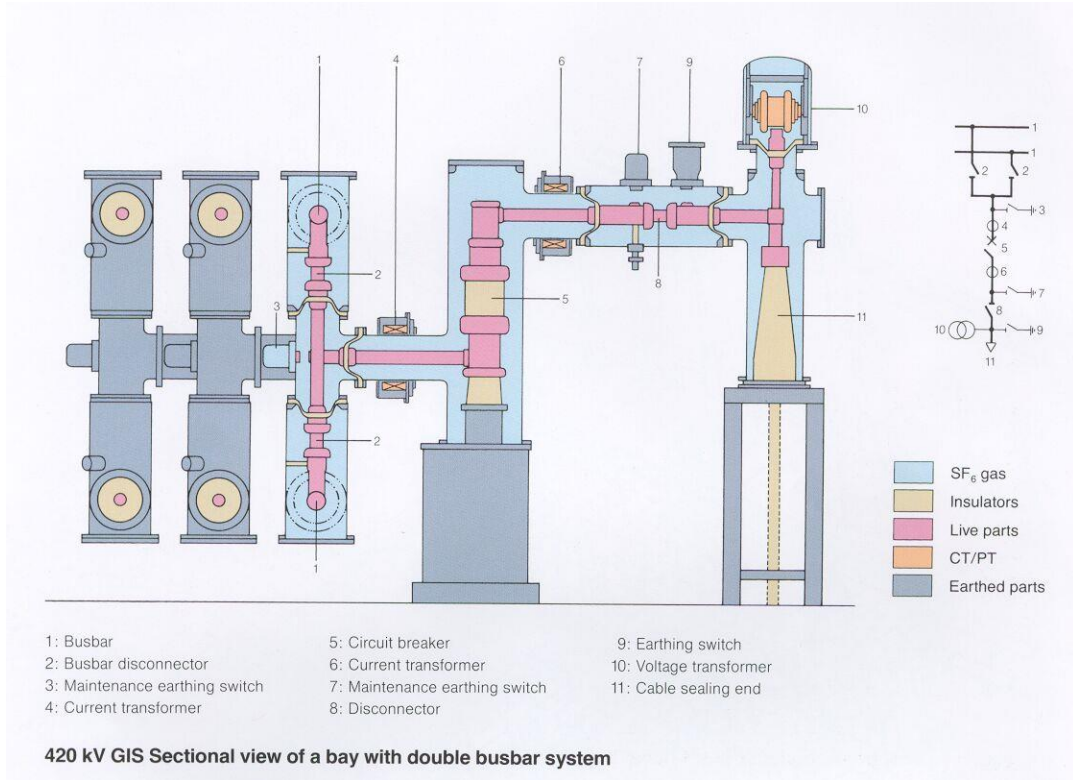 1
4
6
7
9
10
1
1
2
2
3
4
5
6
7
8
10
9
11
2
3
5
8
11
2
1
SF₆ gas
Insulators
Live parts
CT/PT
Earthed parts
1: Busbar
2: Busbar disconnector
3: Maintenance earthing switch
4: Current transformer
5: Circuit breaker
6: Current transformer
7: Maintenance earthing switch
8: Disconnector
9: Earthing switch
10: Voltage transformer
11: Cable sealing end
420 kV GIS Sectional view of a bay with double busbar system